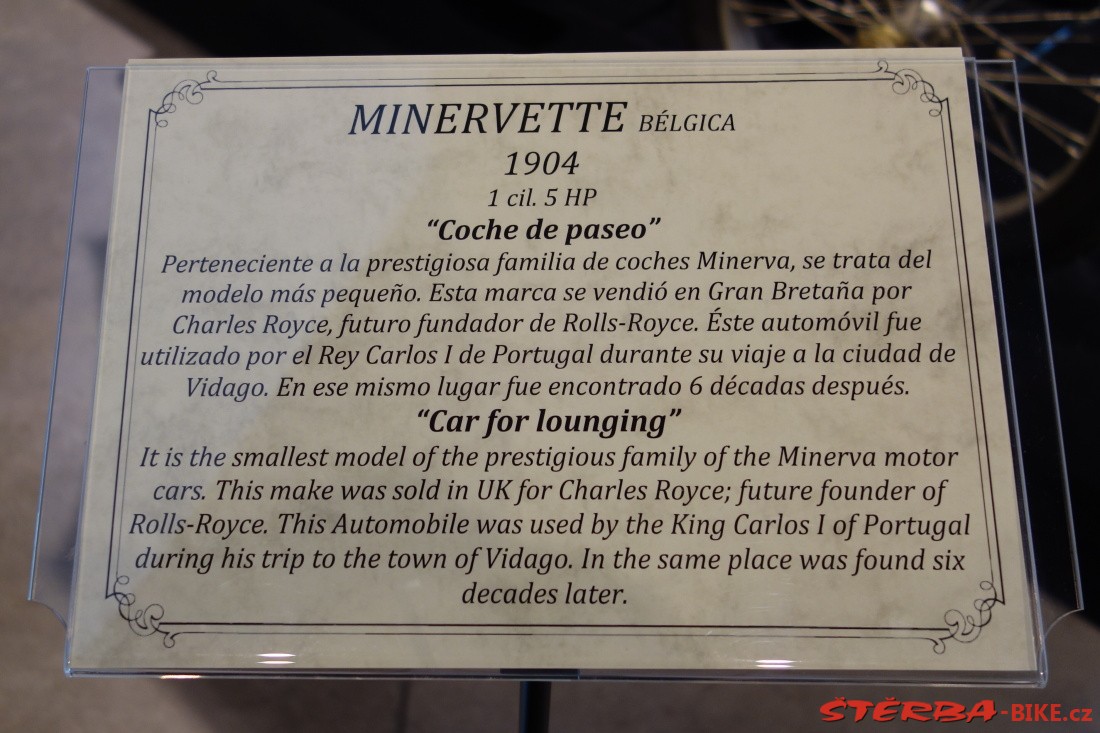 MINERVETTE BÉLGICA
1904
1 cil. 5 HP
“Coche de paseo”
Perteneciente a la prestigiosa familia de coches Minerva, se trata del
modelo más pequeño. Esta marca se vendió en Gran Bretaña por
Charles Royce, futuro fundador de Rolls-Royce. Éste automóvil fue
utilizado por el Rey Carlos I de Portugal durante su viaje a la ciudad de
Vidago. En ese mismo lugar fue encontrado 6 décadas después.
“Car for lounging”
It is the smallest model of the prestigious family of the Minerva motor
cars. This make was sold in UK for Charles Royce; future founder of
Rolls-Royce. This Automobile was used by the King Carlos I of Portugal
during his trip to the town of Vidago. In the same place was found six
decades later.
ŠTĚRBA-BIKE.cz